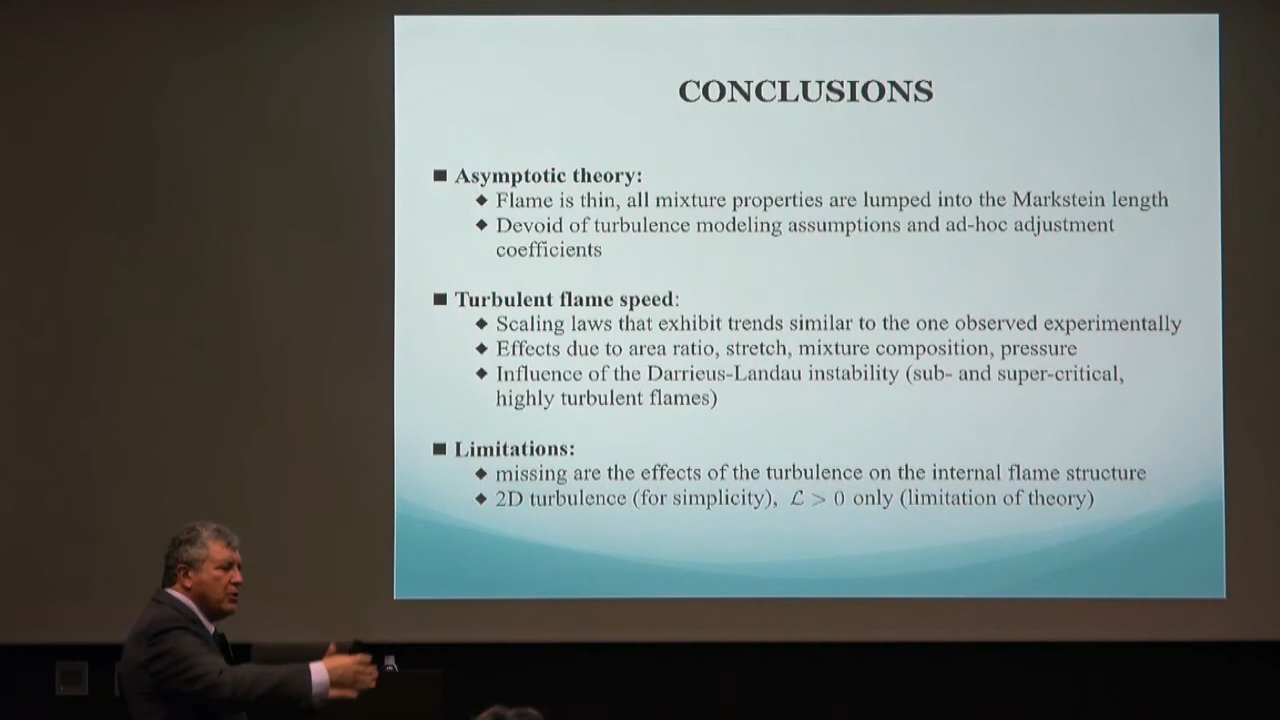 CONCLUSIONS
■ Asymptotic theory:
◆ Flame is thin, all mixture properties are lumped into the Markstein length
◆ Devoid of turbulence modeling assumptions and ad-hoc adjustment
coefficients
■ Turbulent flame speed:
◆ Scaling laws that exhibit trends similar to the one observed experimentally
◆ Effects due to area ratio, stretch, mixture composition, pressure
◆ Influence of the Darrieus-Landau instability (sub- and super-critical,
highly turbulent flames)
■ Limitations:
◆ missing are the effects of the turbulence on the internal flame structure
◆ 2D turbulence (for simplicity), ℒ > 0 only (limitation of theory)